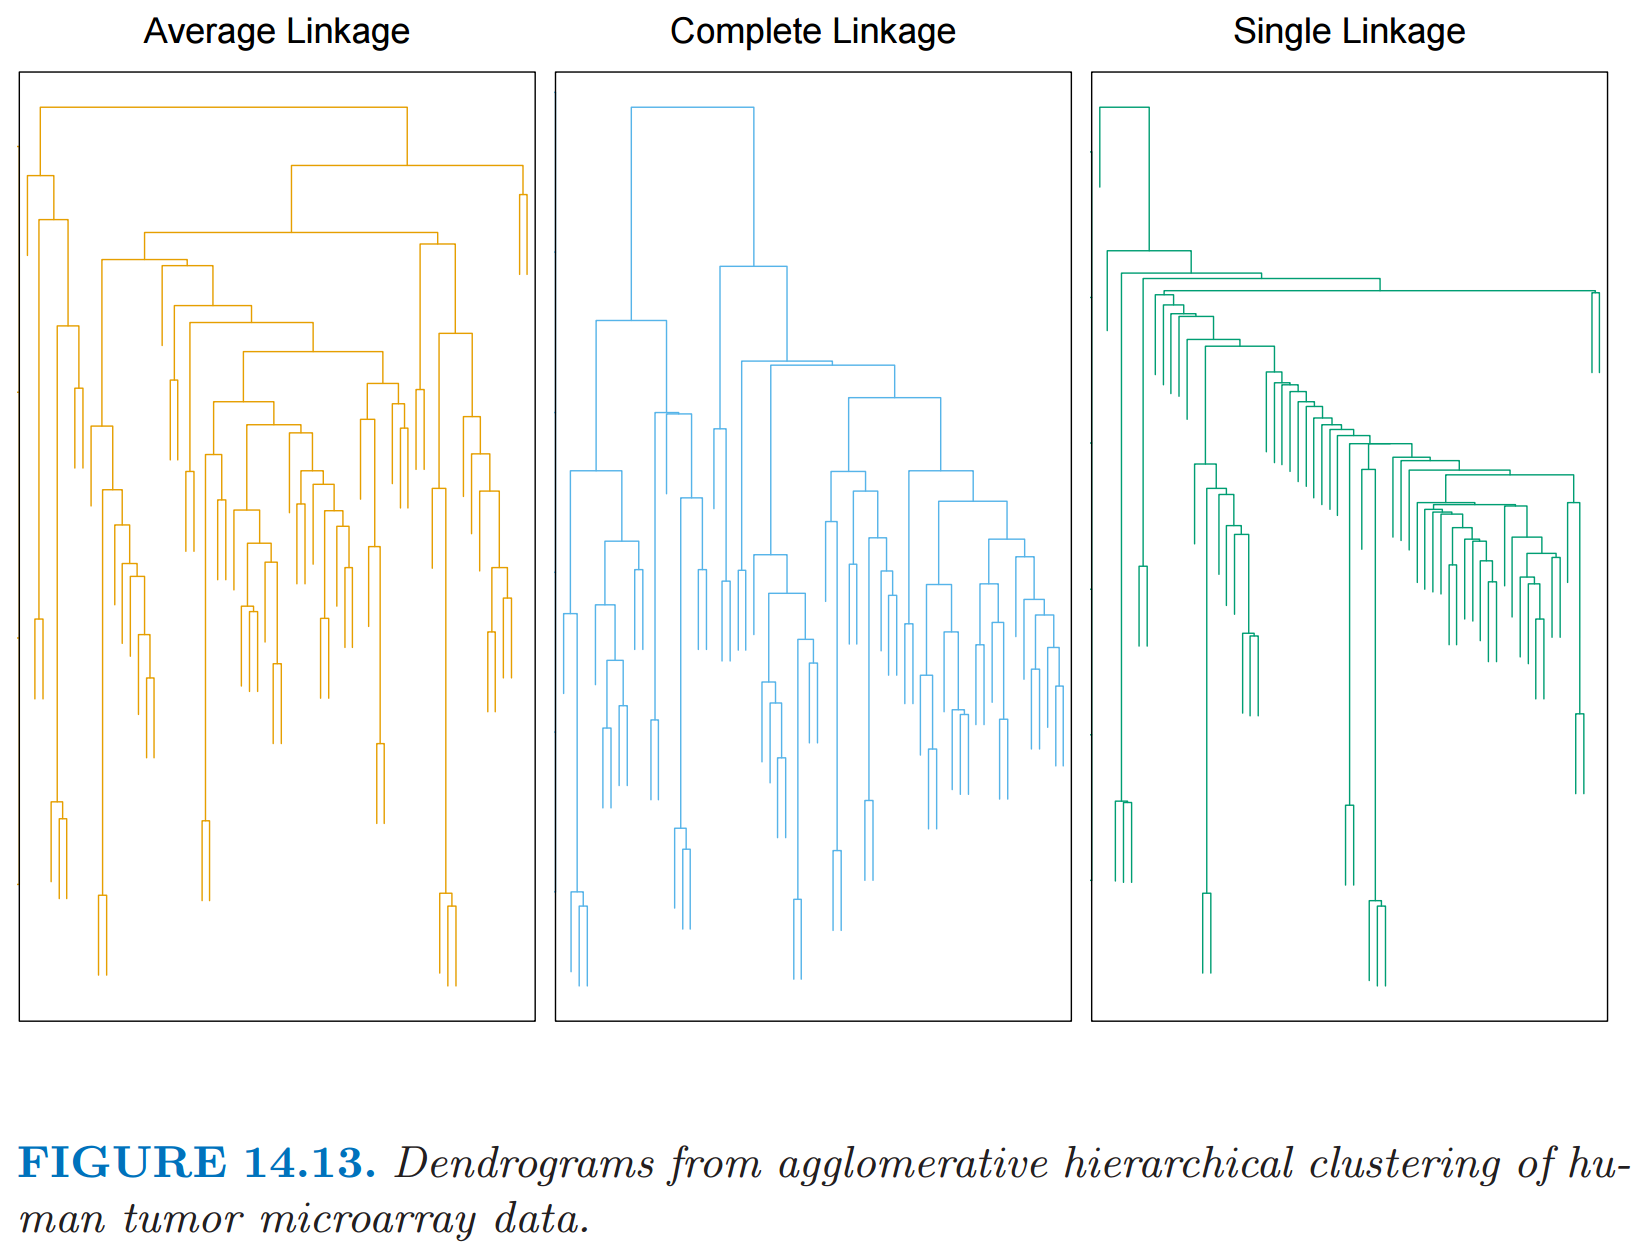 Average Linkage
Complete Linkage
Single Linkage
FIGURE 14.13. Dendrograms from agglomerative hierarchical clustering of hu-
man tumor microarray data.